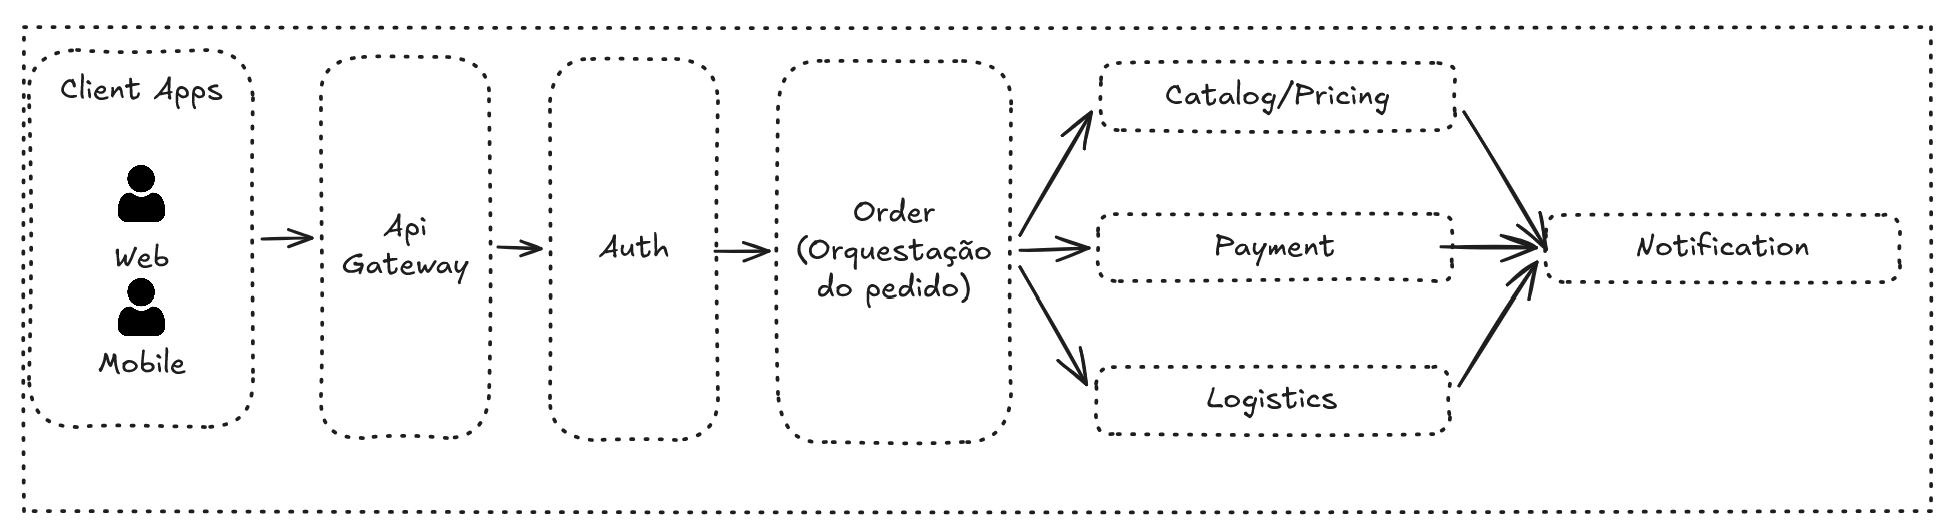 Client Apps
Web
Mobile
Api
Gateway
Auth
Order
(Orquestação
do pedido)
Catalog/Pricing
Payment
Logistics
Notification